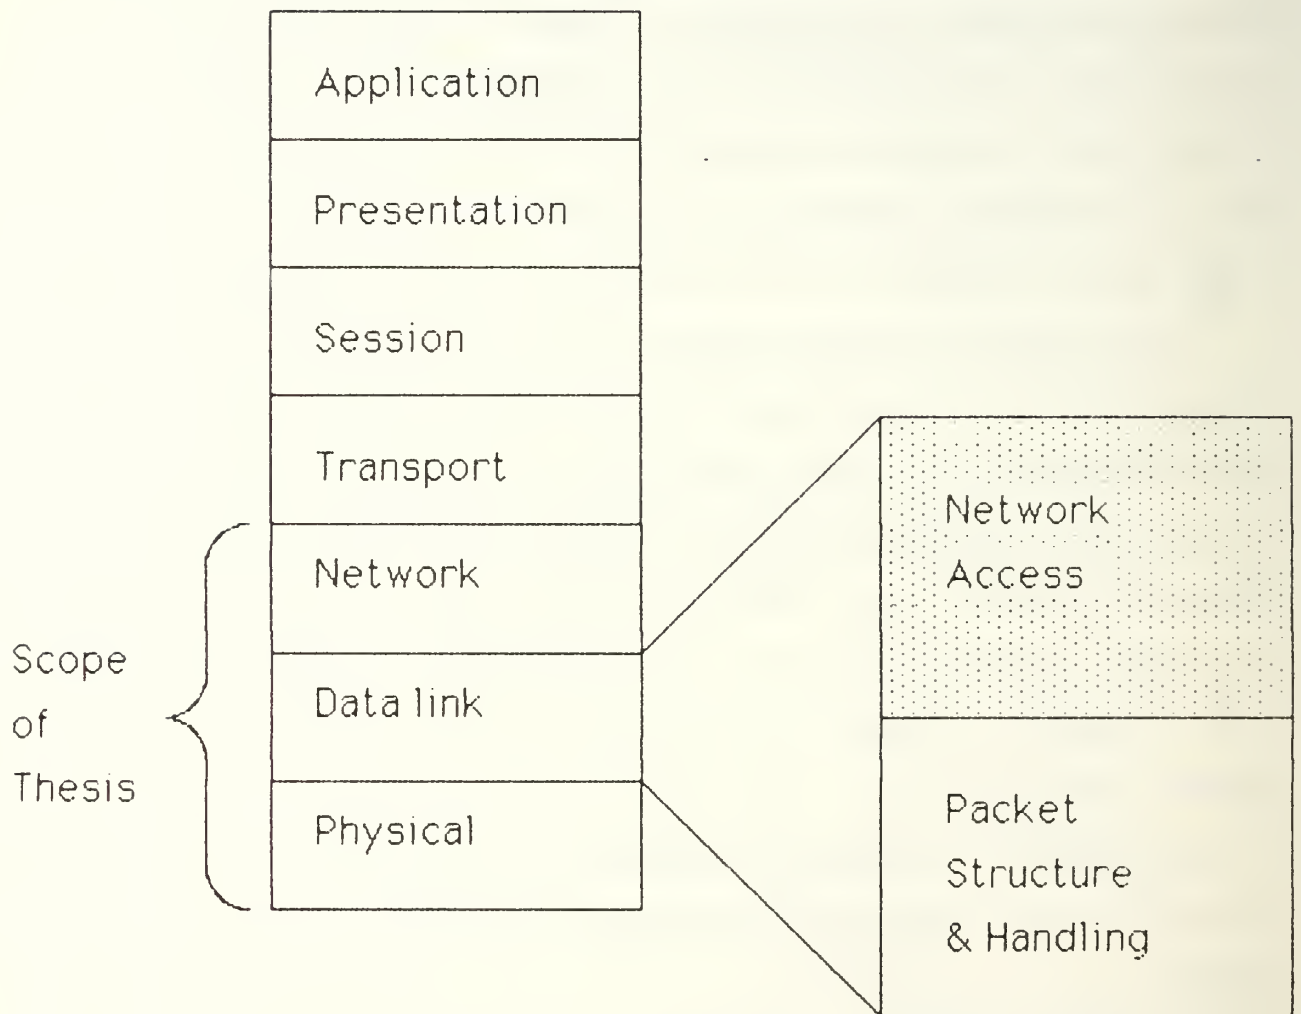 Application
Presentation
Session
Transport
Network
Data link
Physical
Scope
of
Thesis
Network
Access
Packet
Structure
& Handling